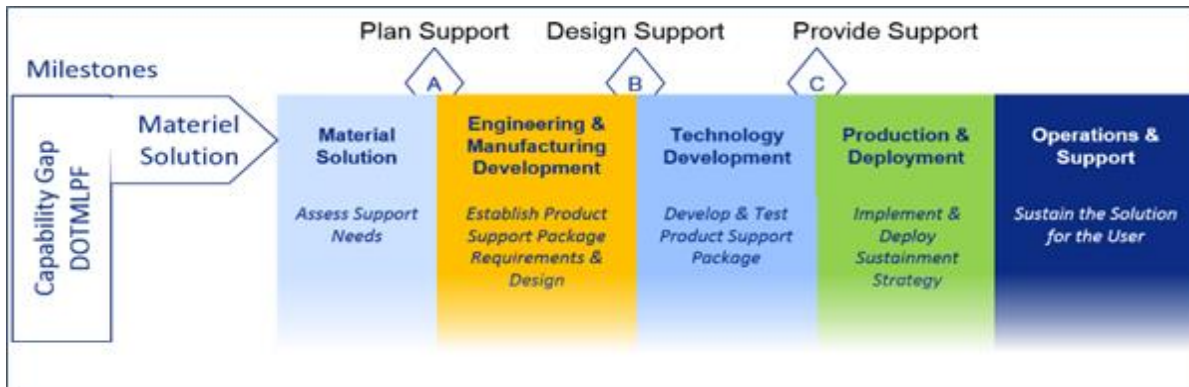 Plan Support
Design Support
Provide Support
Milestones
A
B
C
Capability Gap
DOTMLPF
Materiel
Solution
Material
Solution
Assess Support
Needs
Engineering &
Manufacturing
Development
Establish Product
Support Package
Requirements &
Design
Technology
Development
Develop & Test
Product Support
Package
Production &
Deployment
Implement &
Deploy
Sustainment
Strategy
Operations &
Support
Sustain the Solution
for the User